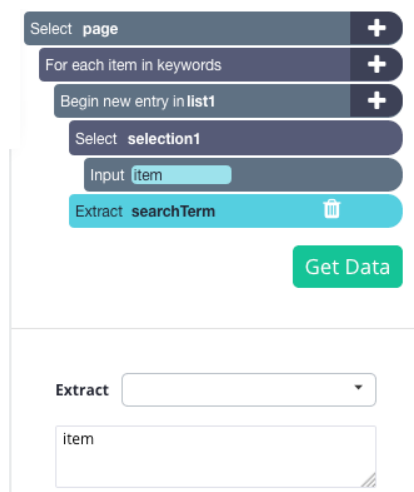 Select page
For each item in keywords
Begin new entry in list1
Select selection1
Input item
Extract searchTerm
Get Data
Extract
item